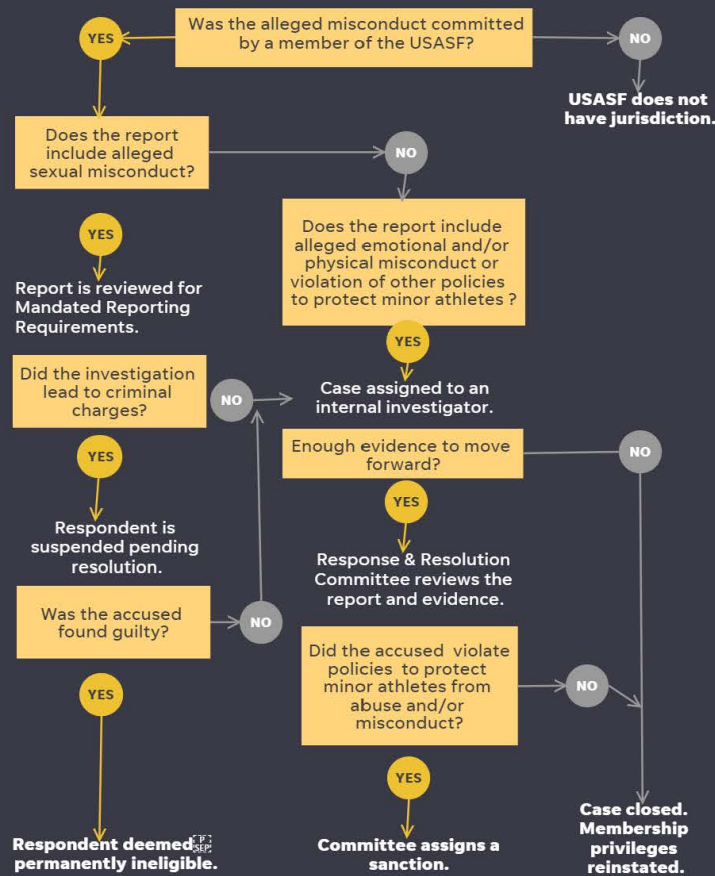 Was the alleged misconduct committed
by a member of the USASF?
YES
NO
USASF does not
have jurisdiction.
Does the report
include alleged
sexual misconduct?
NO
YES
Report is reviewed for
Mandated Reporting
Requirements.
Does the report include
alleged emotional and/or
physical misconduct or
violation of other policies
to protect minor athletes ?
YES
Case assigned to an
internal investigator.
Did the investigation
lead to criminal
charges?
NO
YES
Respondent is
suspended pending
resolution.
Enough evidence to move
forward?
NO
YES
Response & Resolution
Committee reviews the
report and evidence.
Was the accused
found guilty?
NO
YES
Respondent deemed PSEP
permanently ineligible.
Did the accused violate
policies to protect
minor athletes from
abuse and/or
misconduct?
NO
YES
Committee assigns a
sanction.
Case closed.
Membership
privileges
reinstated.